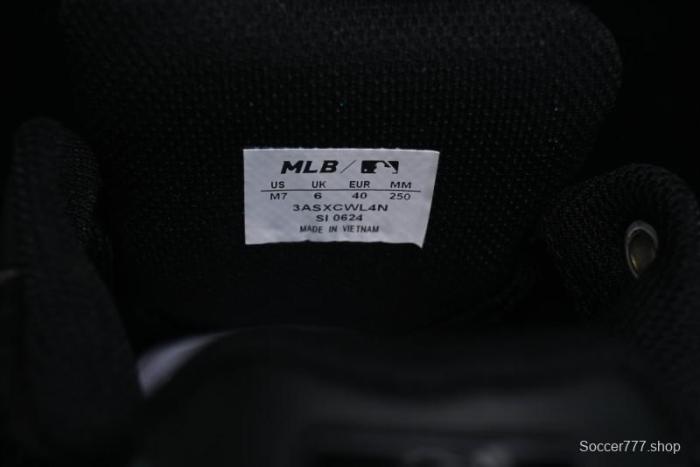 MLB
US UK EUR MM
M7 6 40 250
3ASXCWL4N
SI 0624
MADE IN VIETNAM
Soccer777.shop